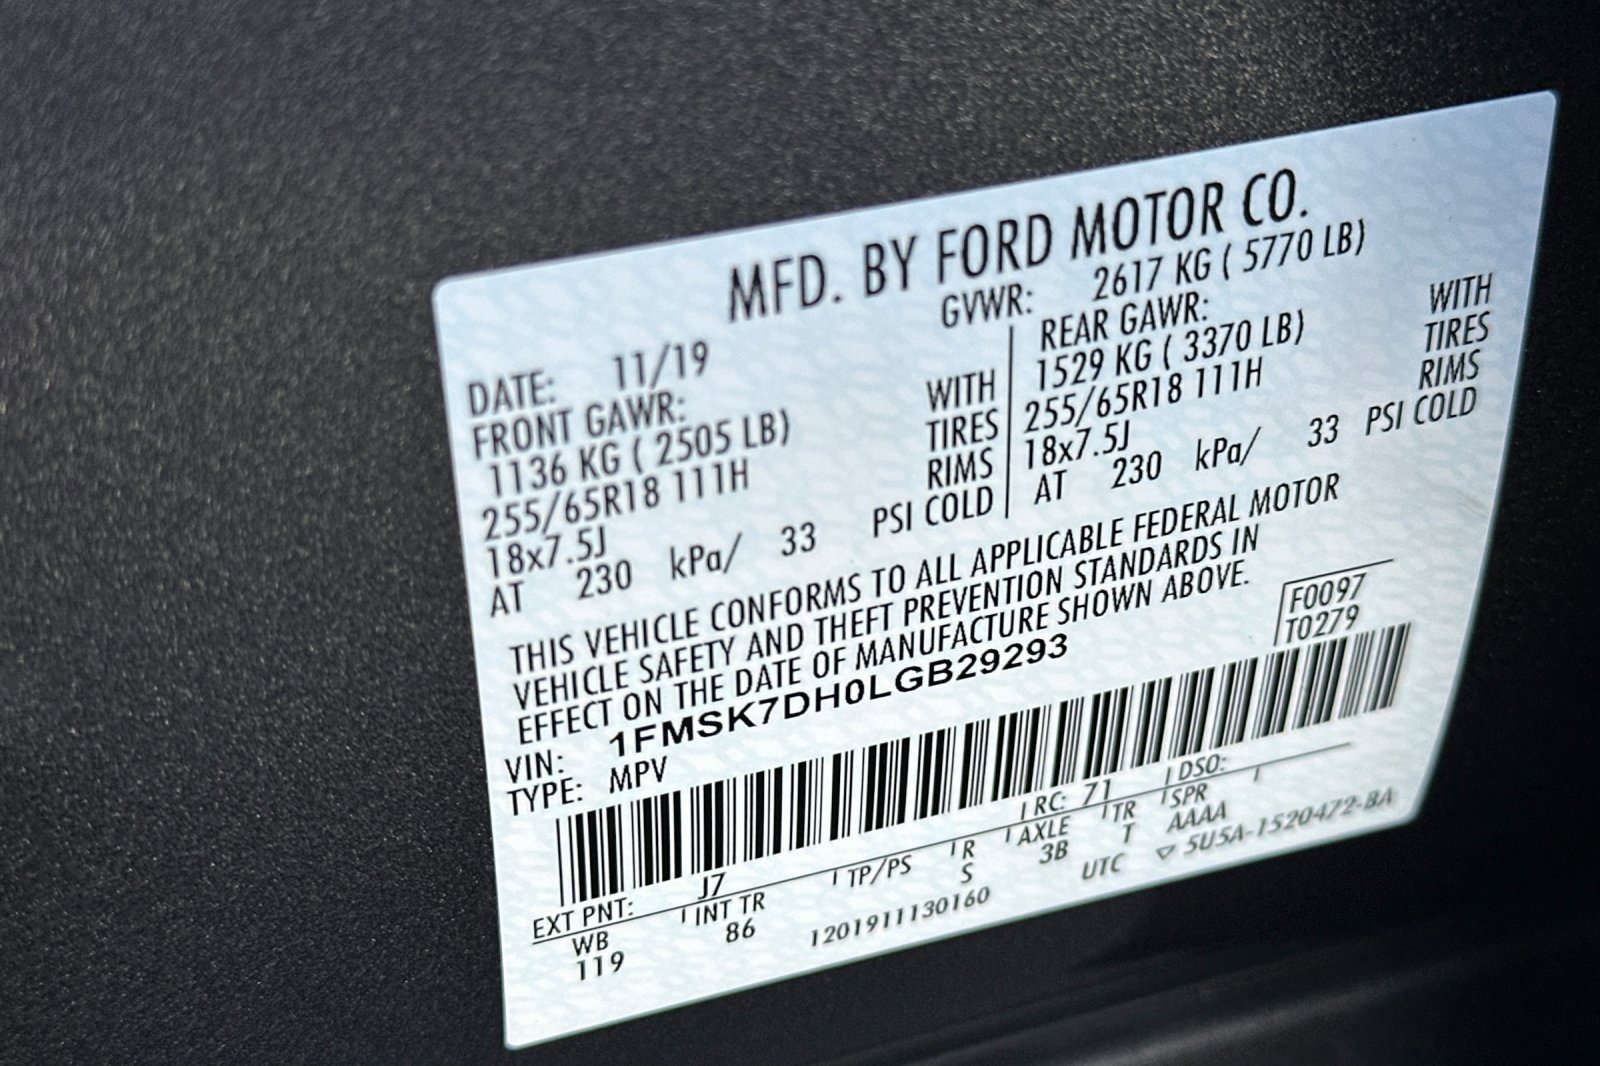 MFD. BY FORD MOTOR CO.
GVWR: 2617 KG ( 5770 LB)
DATE: 11/19
FRONT GAWR:
1136 KG ( 2505 LB) WITH
255/65R18 111H TIRES
18x7.5J RIMS
AT 230 kPa/ 33 PSI COLD
REAR GAWR:
1529 KG ( 3370 LB) WITH
255/65R18 111H TIRES
18x7.5J RIMS
AT 230 kPa/ 33 PSI COLD
THIS VEHICLE CONFORMS TO ALL APPLICABLE FEDERAL MOTOR
VEHICLE SAFETY AND THEFT PREVENTION STANDARDS IN
EFFECT ON THE DATE OF MANUFACTURE SHOWN ABOVE.
F0097
T0279
VIN: 1FMSK7DH0LGB29293
TYPE: MPV
EXT PNT: J7 RC: 71 DSO:
WB INT TR TP/PS R AXLE TR SPR
119 86 S 3B T AAAA
1201911130160 UTC ▽ 5U5A-1520472-BA